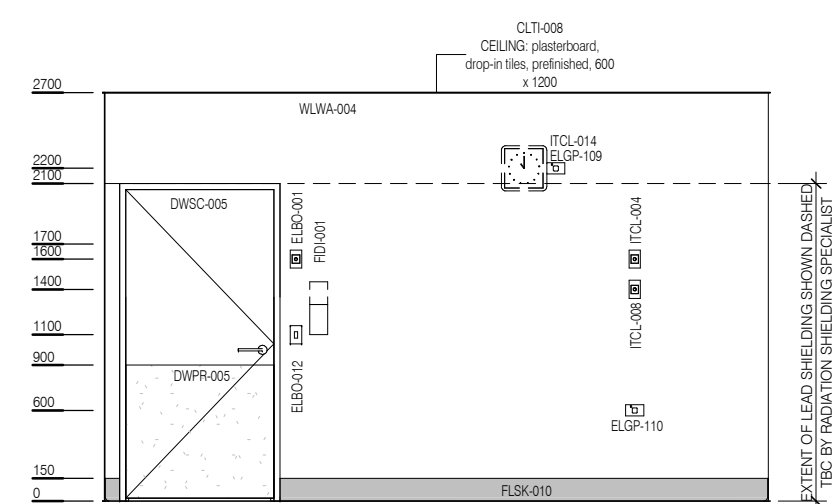 CLTI-008
CEILING: plasterboard,
drop-in tiles, prefinished, 600
x 1200
2700
WLWA-004
ITCL-014
ELGP-109
2200
2100
DWSC-005
ELBO-001
FIDI-001
ITCL-004
1700
1600
1400
ITCL-008
1100
900
DWPR-005
ELBO-012
600
ELGP-110
150
0
FLSK-010
EXTENT OF LEAD SHIELDING SHOWN DASHED
TBC BY RADIATION SHIELDING SPECIALIST